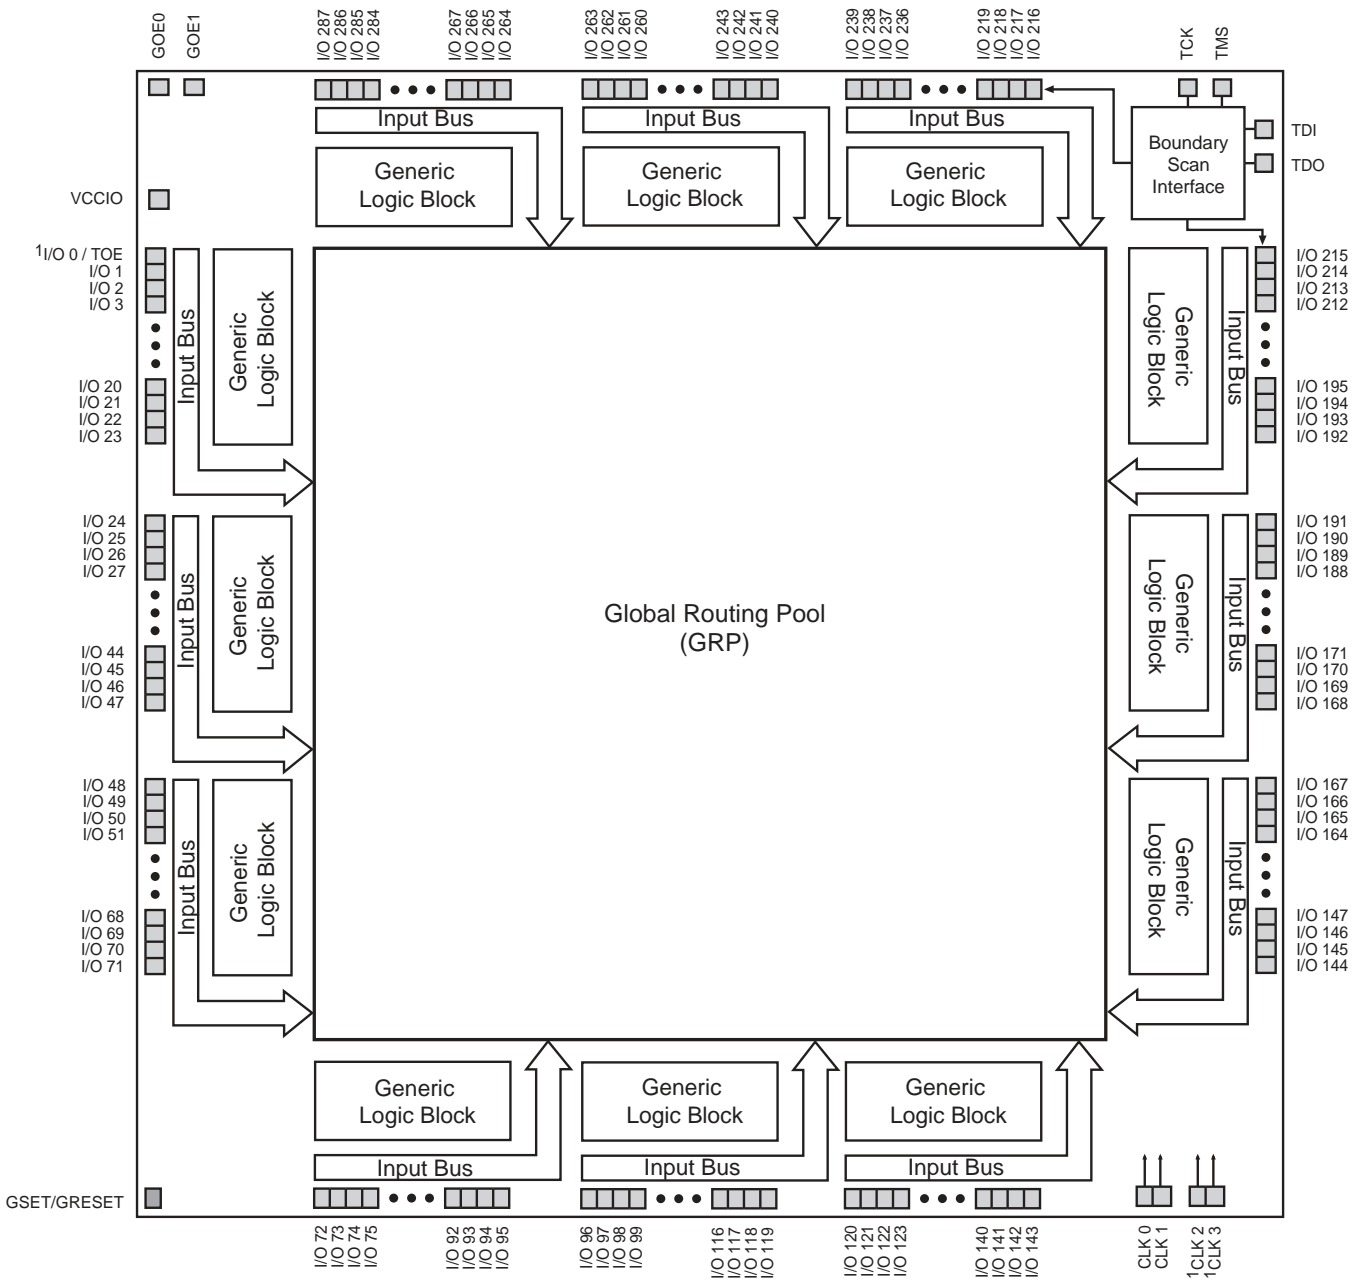 GOE0
GOE1
I/O 287
I/O 286
I/O 285
I/O 284
I/O 267
I/O 266
I/O 265
I/O 264
I/O 263
I/O 262
I/O 261
I/O 260
I/O 243
I/O 242
I/O 241
I/O 240
I/O 239
I/O 238
I/O 237
I/O 236
I/O 219
I/O 218
I/O 217
I/O 216
TCK
TMS
Input Bus
Input Bus
Input Bus
Generic
Logic Block
Generic
Logic Block
Generic
Logic Block
Boundary
Scan
Interface
TDI
TDO
VCCIO
1I/O 0 / TOE
I/O 1
I/O 2
I/O 3
I/O 20
I/O 21
I/O 22
I/O 23
Input Bus
Generic
Logic Block
Generic
Logic Block
Input Bus
I/O 215
I/O 214
I/O 213
I/O 212
I/O 195
I/O 194
I/O 193
I/O 192
I/O 24
I/O 25
I/O 26
I/O 27
I/O 44
I/O 45
I/O 46
I/O 47
Input Bus
Generic
Logic Block
Global Routing Pool
(GRP)
Generic
Logic Block
Input Bus
I/O 191
I/O 190
I/O 189
I/O 188
I/O 171
I/O 170
I/O 169
I/O 168
I/O 48
I/O 49
I/O 50
I/O 51
I/O 68
I/O 69
I/O 70
I/O 71
Input Bus
Generic
Logic Block
Generic
Logic Block
Input Bus
I/O 167
I/O 166
I/O 165
I/O 164
I/O 147
I/O 146
I/O 145
I/O 144
Generic
Logic Block
Generic
Logic Block
Generic
Logic Block
Input Bus
Input Bus
Input Bus
GSET/GRESET
I/O 72
I/O 73
I/O 74
I/O 75
I/O 92
I/O 93
I/O 94
I/O 95
I/O 96
I/O 97
I/O 98
I/O 99
I/O 116
I/O 117
I/O 118
I/O 119
I/O 120
I/O 121
I/O 122
I/O 123
I/O 140
I/O 141
I/O 142
I/O 143
CLK 0
CLK 1
1CLK 2
1CLK 3